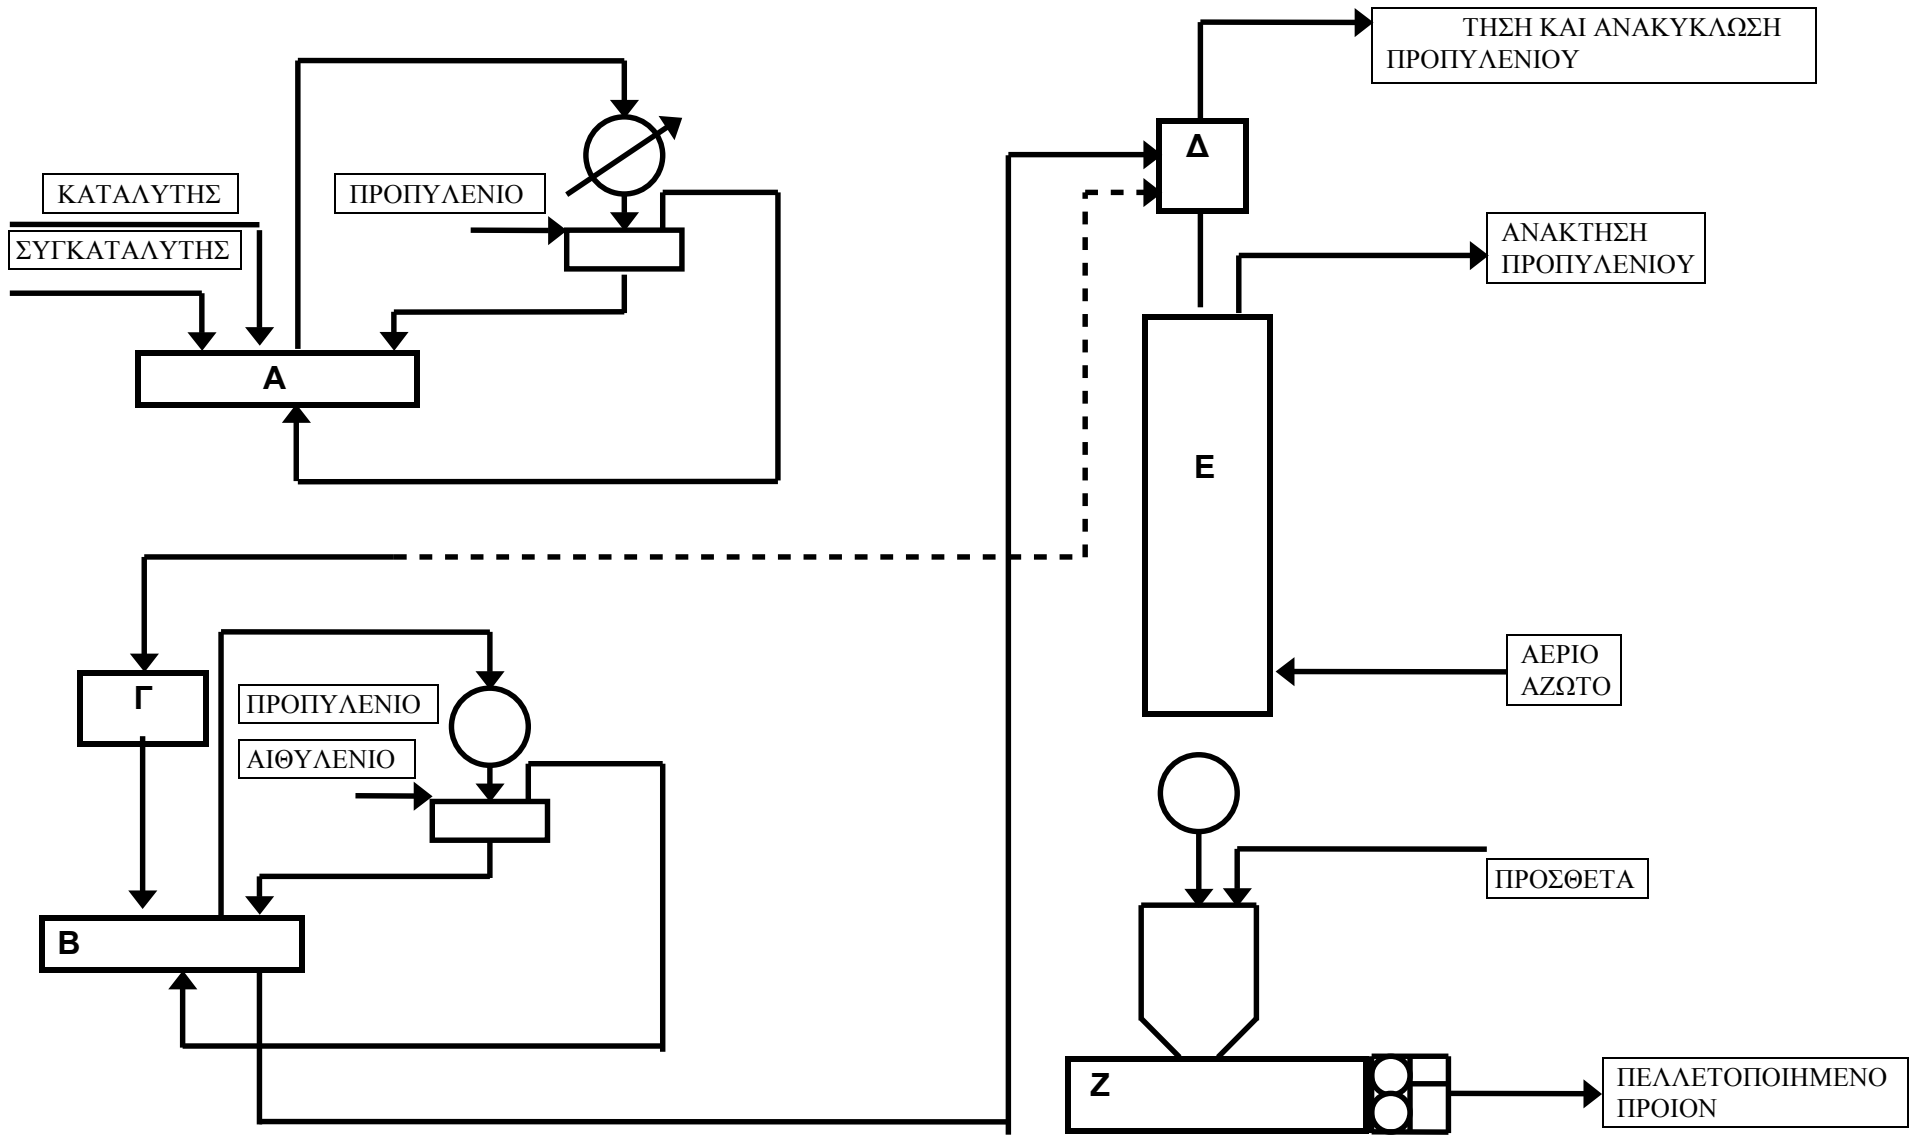 ΤΗΣΗ ΚΑΙ ΑΝΑΚΥΚΛΩΣΗ
ΠΡΟΠΥΛΕΝΙΟΥ
Δ
ΚΑΤΑΛΥΤΗΣ
ΠΡΟΠΥΛΕΝΙΟ
ΣΥΓΚΑΤΑΛΥΤΗΣ
ΑΝΑΚΤΗΣΗ
ΠΡΟΠΥΛΕΝΙΟΥ
Α
Ε
ΑΕΡΙΟ
ΑΖΩΤΟ
Γ
ΠΡΟΠΥΛΕΝΙΟ
ΑΙΘΥΛΕΝΙΟ
ΠΡΟΣΘΕΤΑ
Β
Ζ
ΠΕΛΛΕΤΟΠΟΙΗΜΕΝΟ
ΠΡΟΙΟΝ